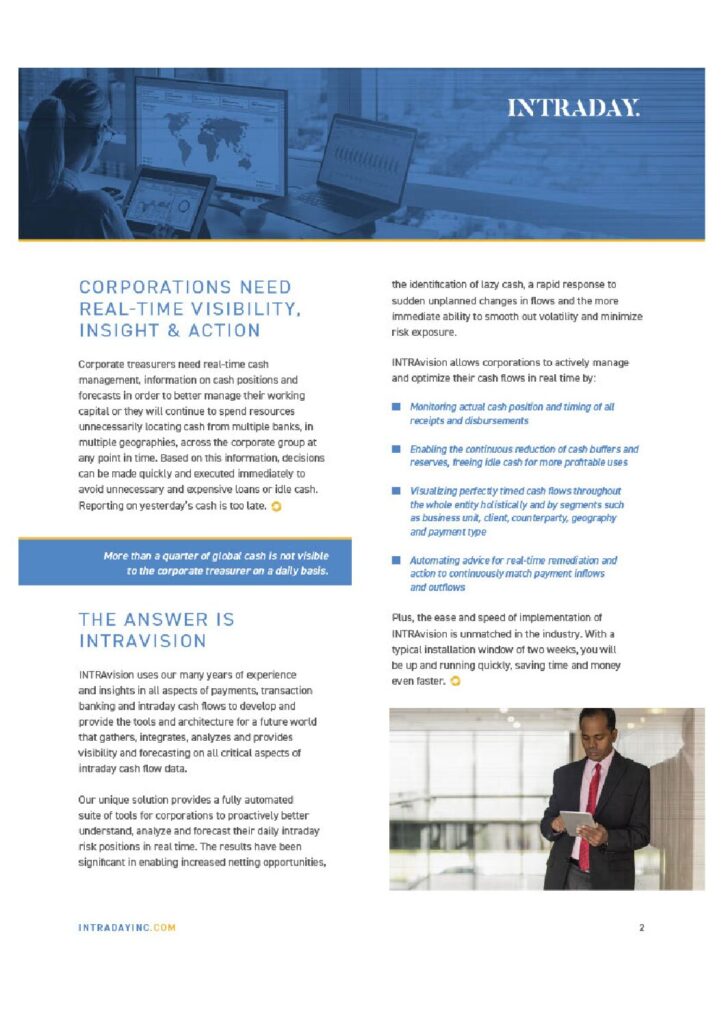 INTRADAY.
CORPORATIONS NEED
REAL-TIME VISIBILITY,
INSIGHT & ACTION
Corporate treasurers need real-time cash
management, information on cash positions and
forecasts in order to better manage their working
capital or they will continue to spend resources
unnecessarily locating cash from multiple banks, in
multiple geographies, across the corporate group at
any point in time. Based on this information, decisions
can be made quickly and executed immediately to
avoid unnecessary and expensive loans or idle cash.
Reporting on yesterday's cash is too late.
More than a quarter of global cash is not visible
to the corporate treasurer on a daily basis.
THE ANSWER IS
INTRAVISION
INTRAvision uses our many years of experience
and insights in all aspects of payments, transaction
banking and intraday cash flows to develop and
provide the tools and architecture for a future world
that gathers, integrates, analyzes and provides
visibility and forecasting on all critical aspects of
intraday cash flow data.
Our unique solution provides a fully automated
suite of tools for corporations to proactively better
understand, analyze and forecast their daily intraday
risk positions in real time. The results have been
significant in enabling increased netting opportunities,
the identification of lazy cash, a rapid response to
sudden unplanned changes in flows and the more
immediate ability to smooth out volatility and minimize
risk exposure.
INTRAvision allows corporations to actively manage
and optimize their cash flows in real time by:
Monitoring actual cash position and timing of all
receipts and disbursements
Enabling the continuous reduction of cash buffers and
reserves, freeing idle cash for more profitable uses
Visualizing perfectly timed cash flows throughout
the whole entity holistically and by segments such
as business unit, client, counterparty, geography
and payment type
Automating advice for real-time remediation and
action to continuously match payment inflows
and outflows
Plus, the ease and speed of implementation of
INTRAvision is unmatched in the industry. With a
typical installation window of two weeks, you will
be up and running quickly, saving time and money
even faster.
INTRADAYINC.COM
2